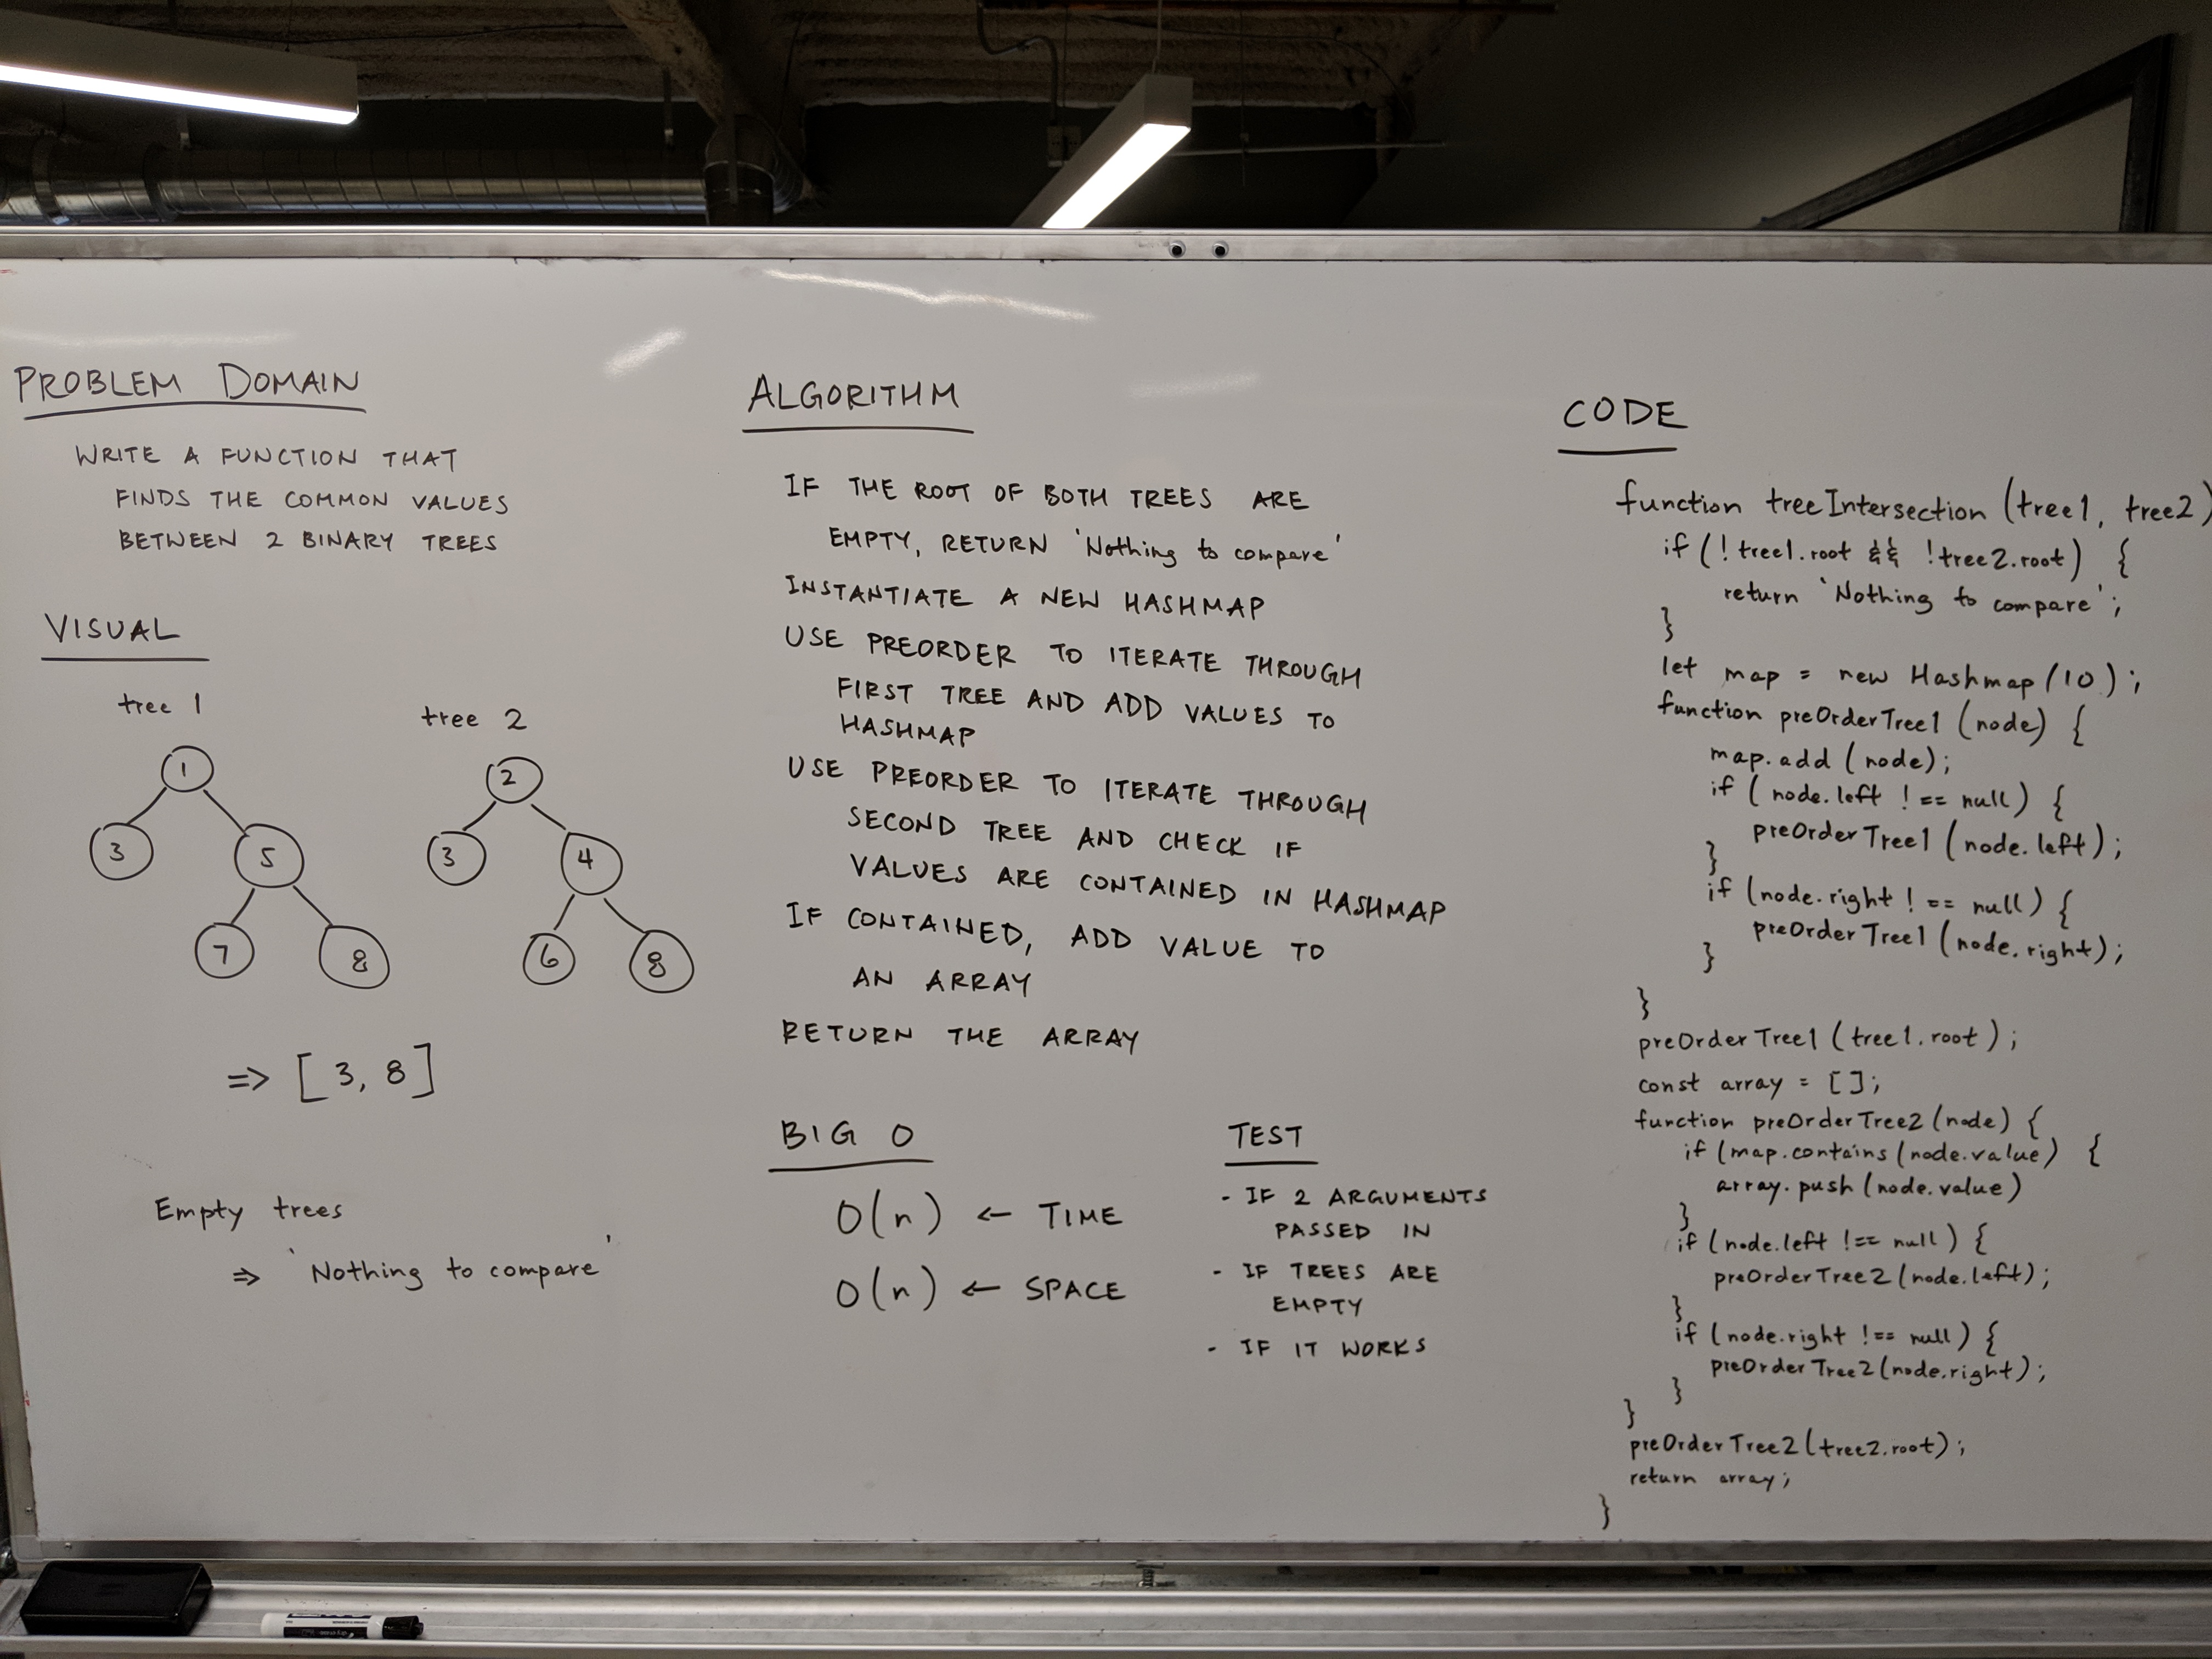 PROBLEM DOMAIN
WRITE A FUNCTION THAT
FINDS THE COMMON VALUES
BETWEEN 2 BINARY TREES
VISUAL
tree 1
tree 2
1
2
3
5
3
4
7
8
6
8
=> [3, 8]
Empty trees
=> 'Nothing to compare'
ALGORITHM
IF THE ROOT OF BOTH TREES ARE
EMPTY, RETURN 'Nothing to compare'
INSTANTIATE A NEW HASHMAP
USE PREORDER TO ITERATE THROUGH
FIRST TREE AND ADD VALUES TO
HASHMAP
USE PREORDER TO ITERATE THROUGH
SECOND TREE AND CHECK IF
VALUES ARE CONTAINED IN HASHMAP
IF CONTAINED, ADD VALUE TO
AN ARRAY
RETURN THE ARRAY
BIG O
O(n) ← TIME
O(n) ← SPACE
TEST
- IF 2 ARGUMENTS
PASSED IN
- IF TREES ARE
EMPTY
- IF IT WORKS
CODE
function treeIntersection (tree1, tree2)
if (!tree1.root && !tree2.root) {
return 'Nothing to compare';
}
let map = new Hashmap(10);
function preOrderTree1 (node) {
map.add (node);
if (node.left !== null) {
preOrderTree1 (node.left);
}
if (node.right !== null) {
preOrderTree1 (node.right);
}
}
preOrderTree1 (tree1.root);
const array = [];
function preOrderTree2 (node) {
if (map.contains (node.value) {
array.push (node.value)
}
if (node.left !== null) {
preOrderTree2 (node.left);
}
if (node.right !== null) {
preOrderTree2 (node.right);
}
}
preOrderTree2 (tree2.root);
return array;
}